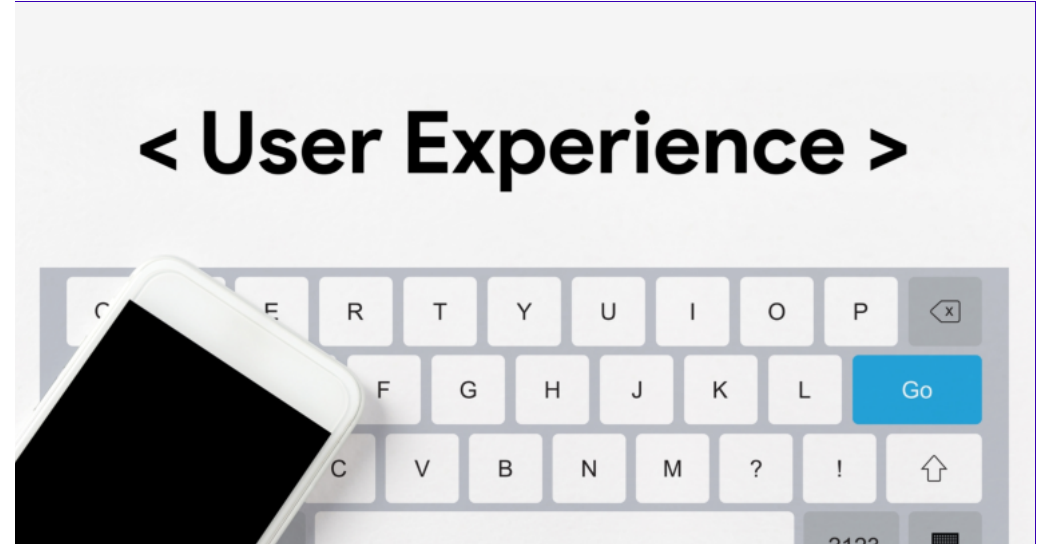 < User Experience >
E R T Y U I O P x
F G H J K L Go
C V B N M ? !